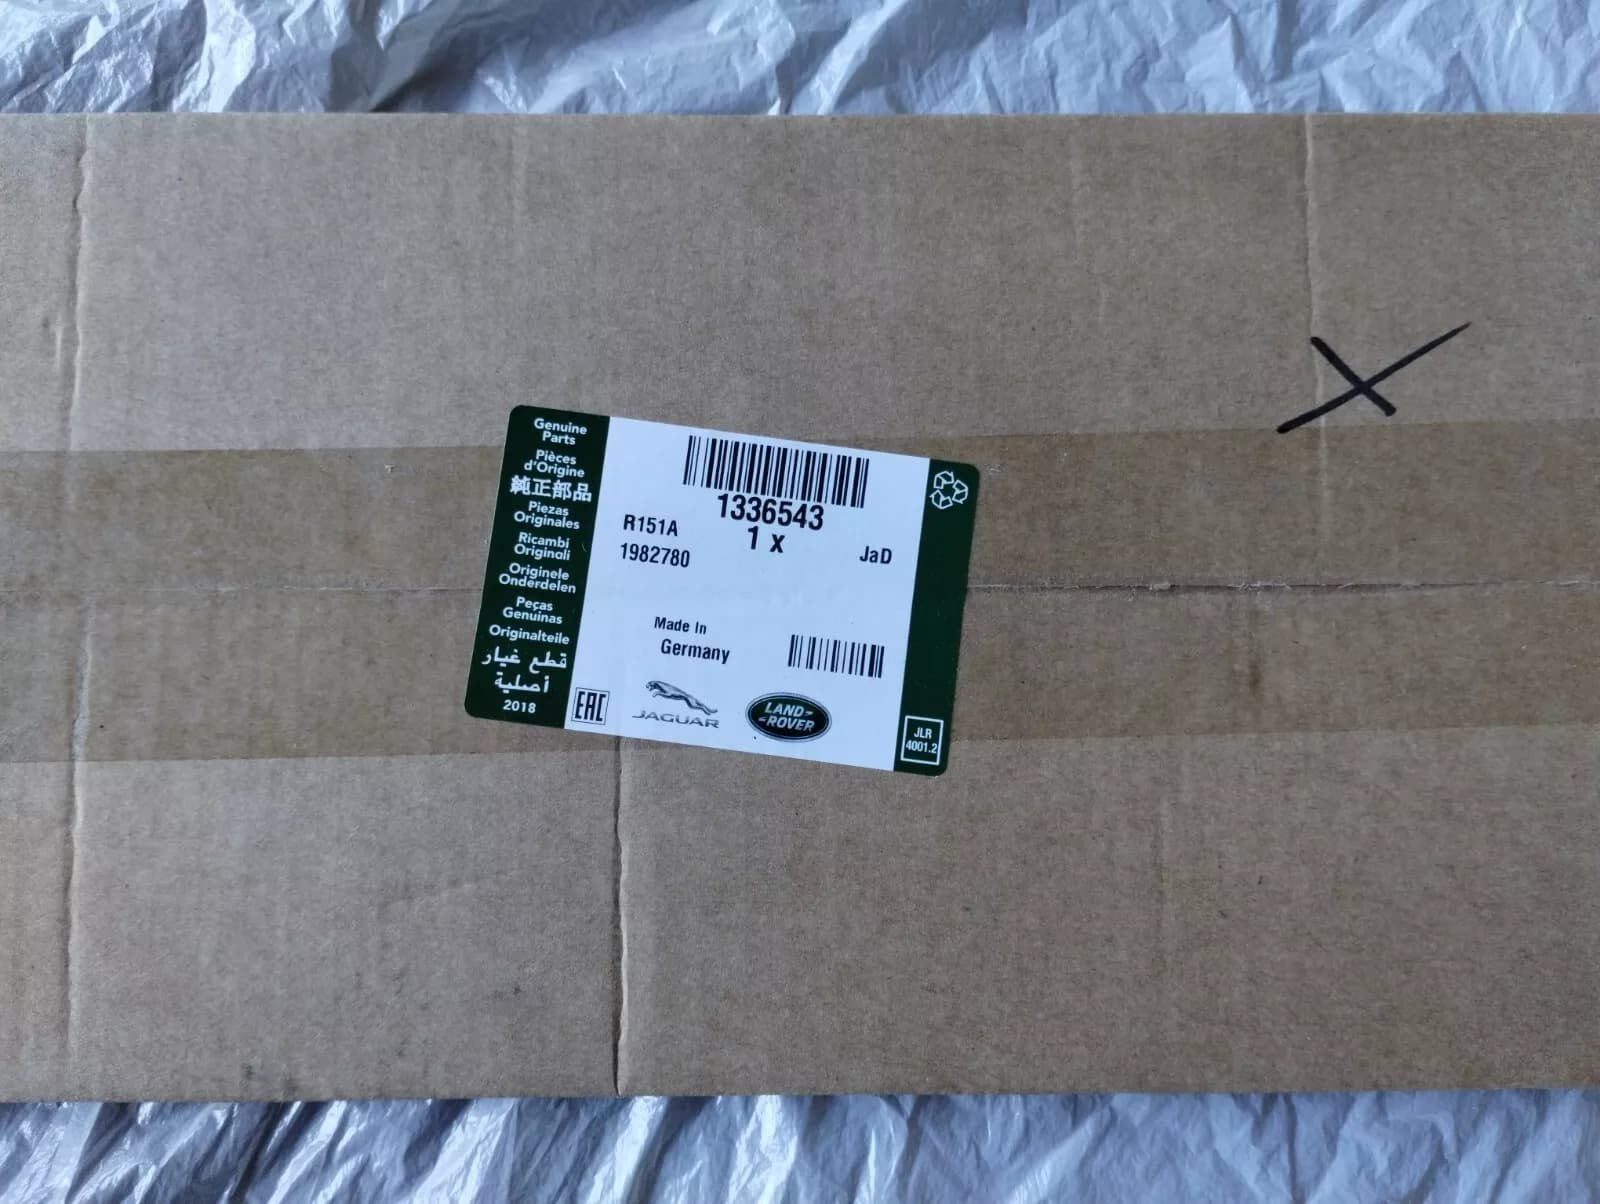 Genuine
Parts
Pièces
d'Origine
純正部品
Piezas
Originales
Ricambi
Originali
Originele
Onderdelen
Peças
Genuinas
Originalteile
قطع غيار
أصلية
2018
EAC
1336543
1 x
R151A
1982780
JaD
Made In
Germany
JAGUAR
LAND-
-ROVER
JLR
4001.2